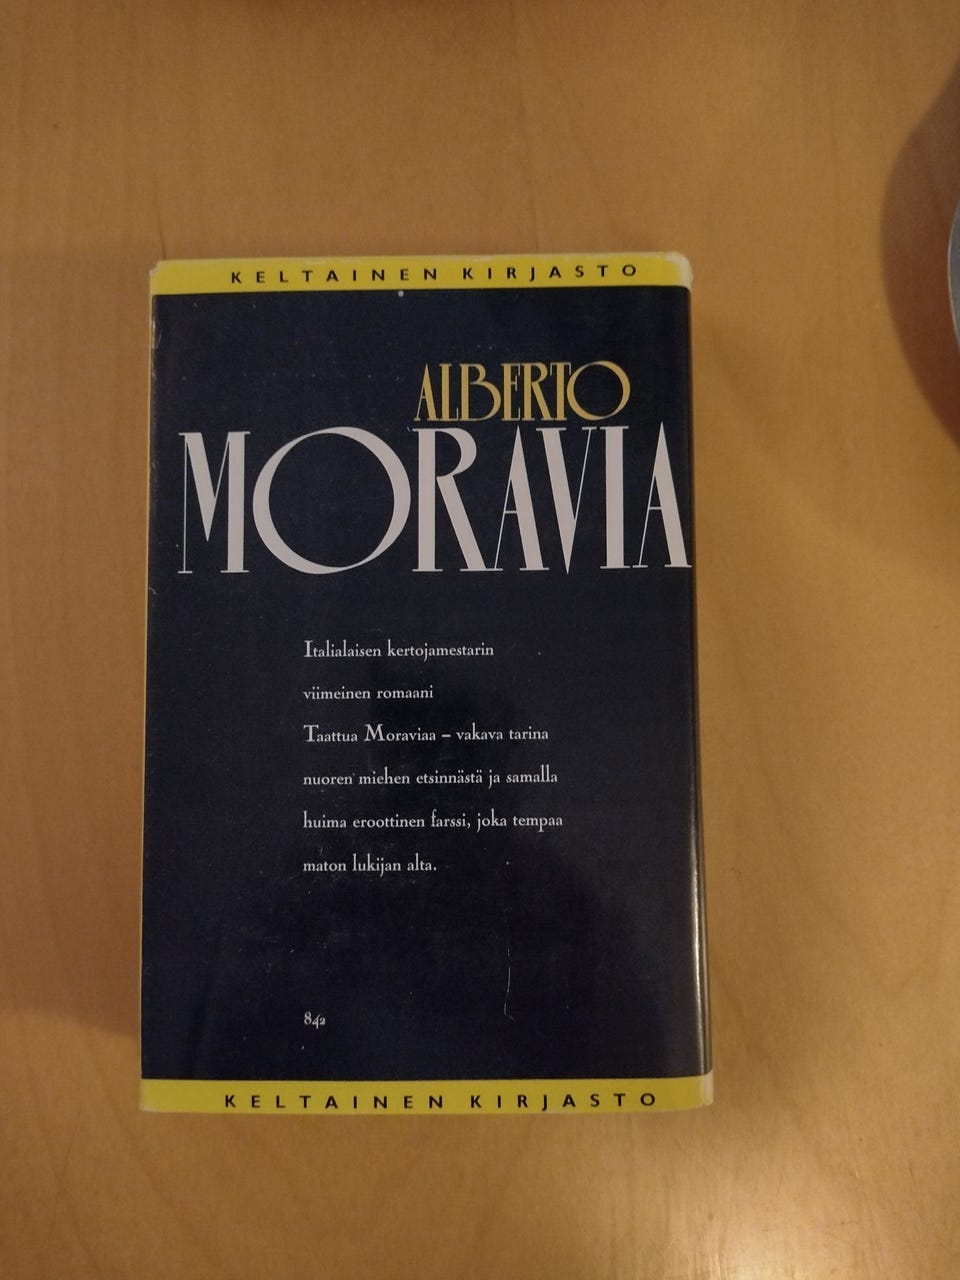 KELTAINEN KIRJASTO
ALBERTO
MORAVIA
Italialaisen kertojamestarin
viimeinen romaani
Taattua Moraviaa – vakava tarina
nuoren miehen etsinnästä ja samalla
huima eroottinen farssi, joka tempaa
maton lukijan alta.
842
KELTAINEN KIRJASTO